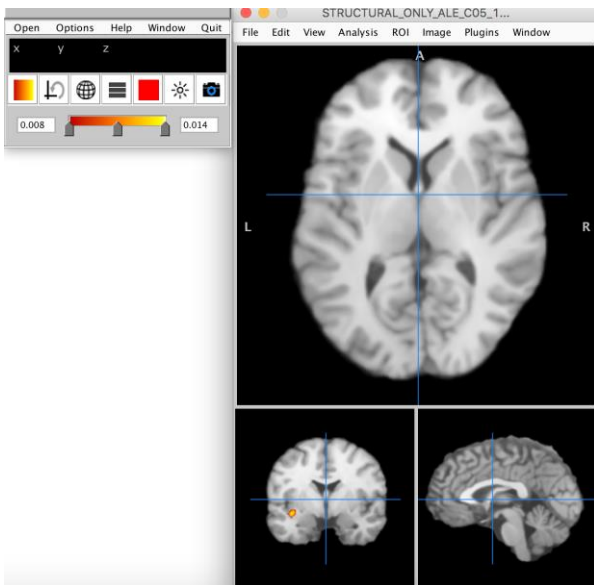 Open Options Help Window Quit
x y z
0.008 0.014
STRUCTURAL_ONLY_ALE_C05_1...
File Edit View Analysis ROI Image Plugins Window
A
L R